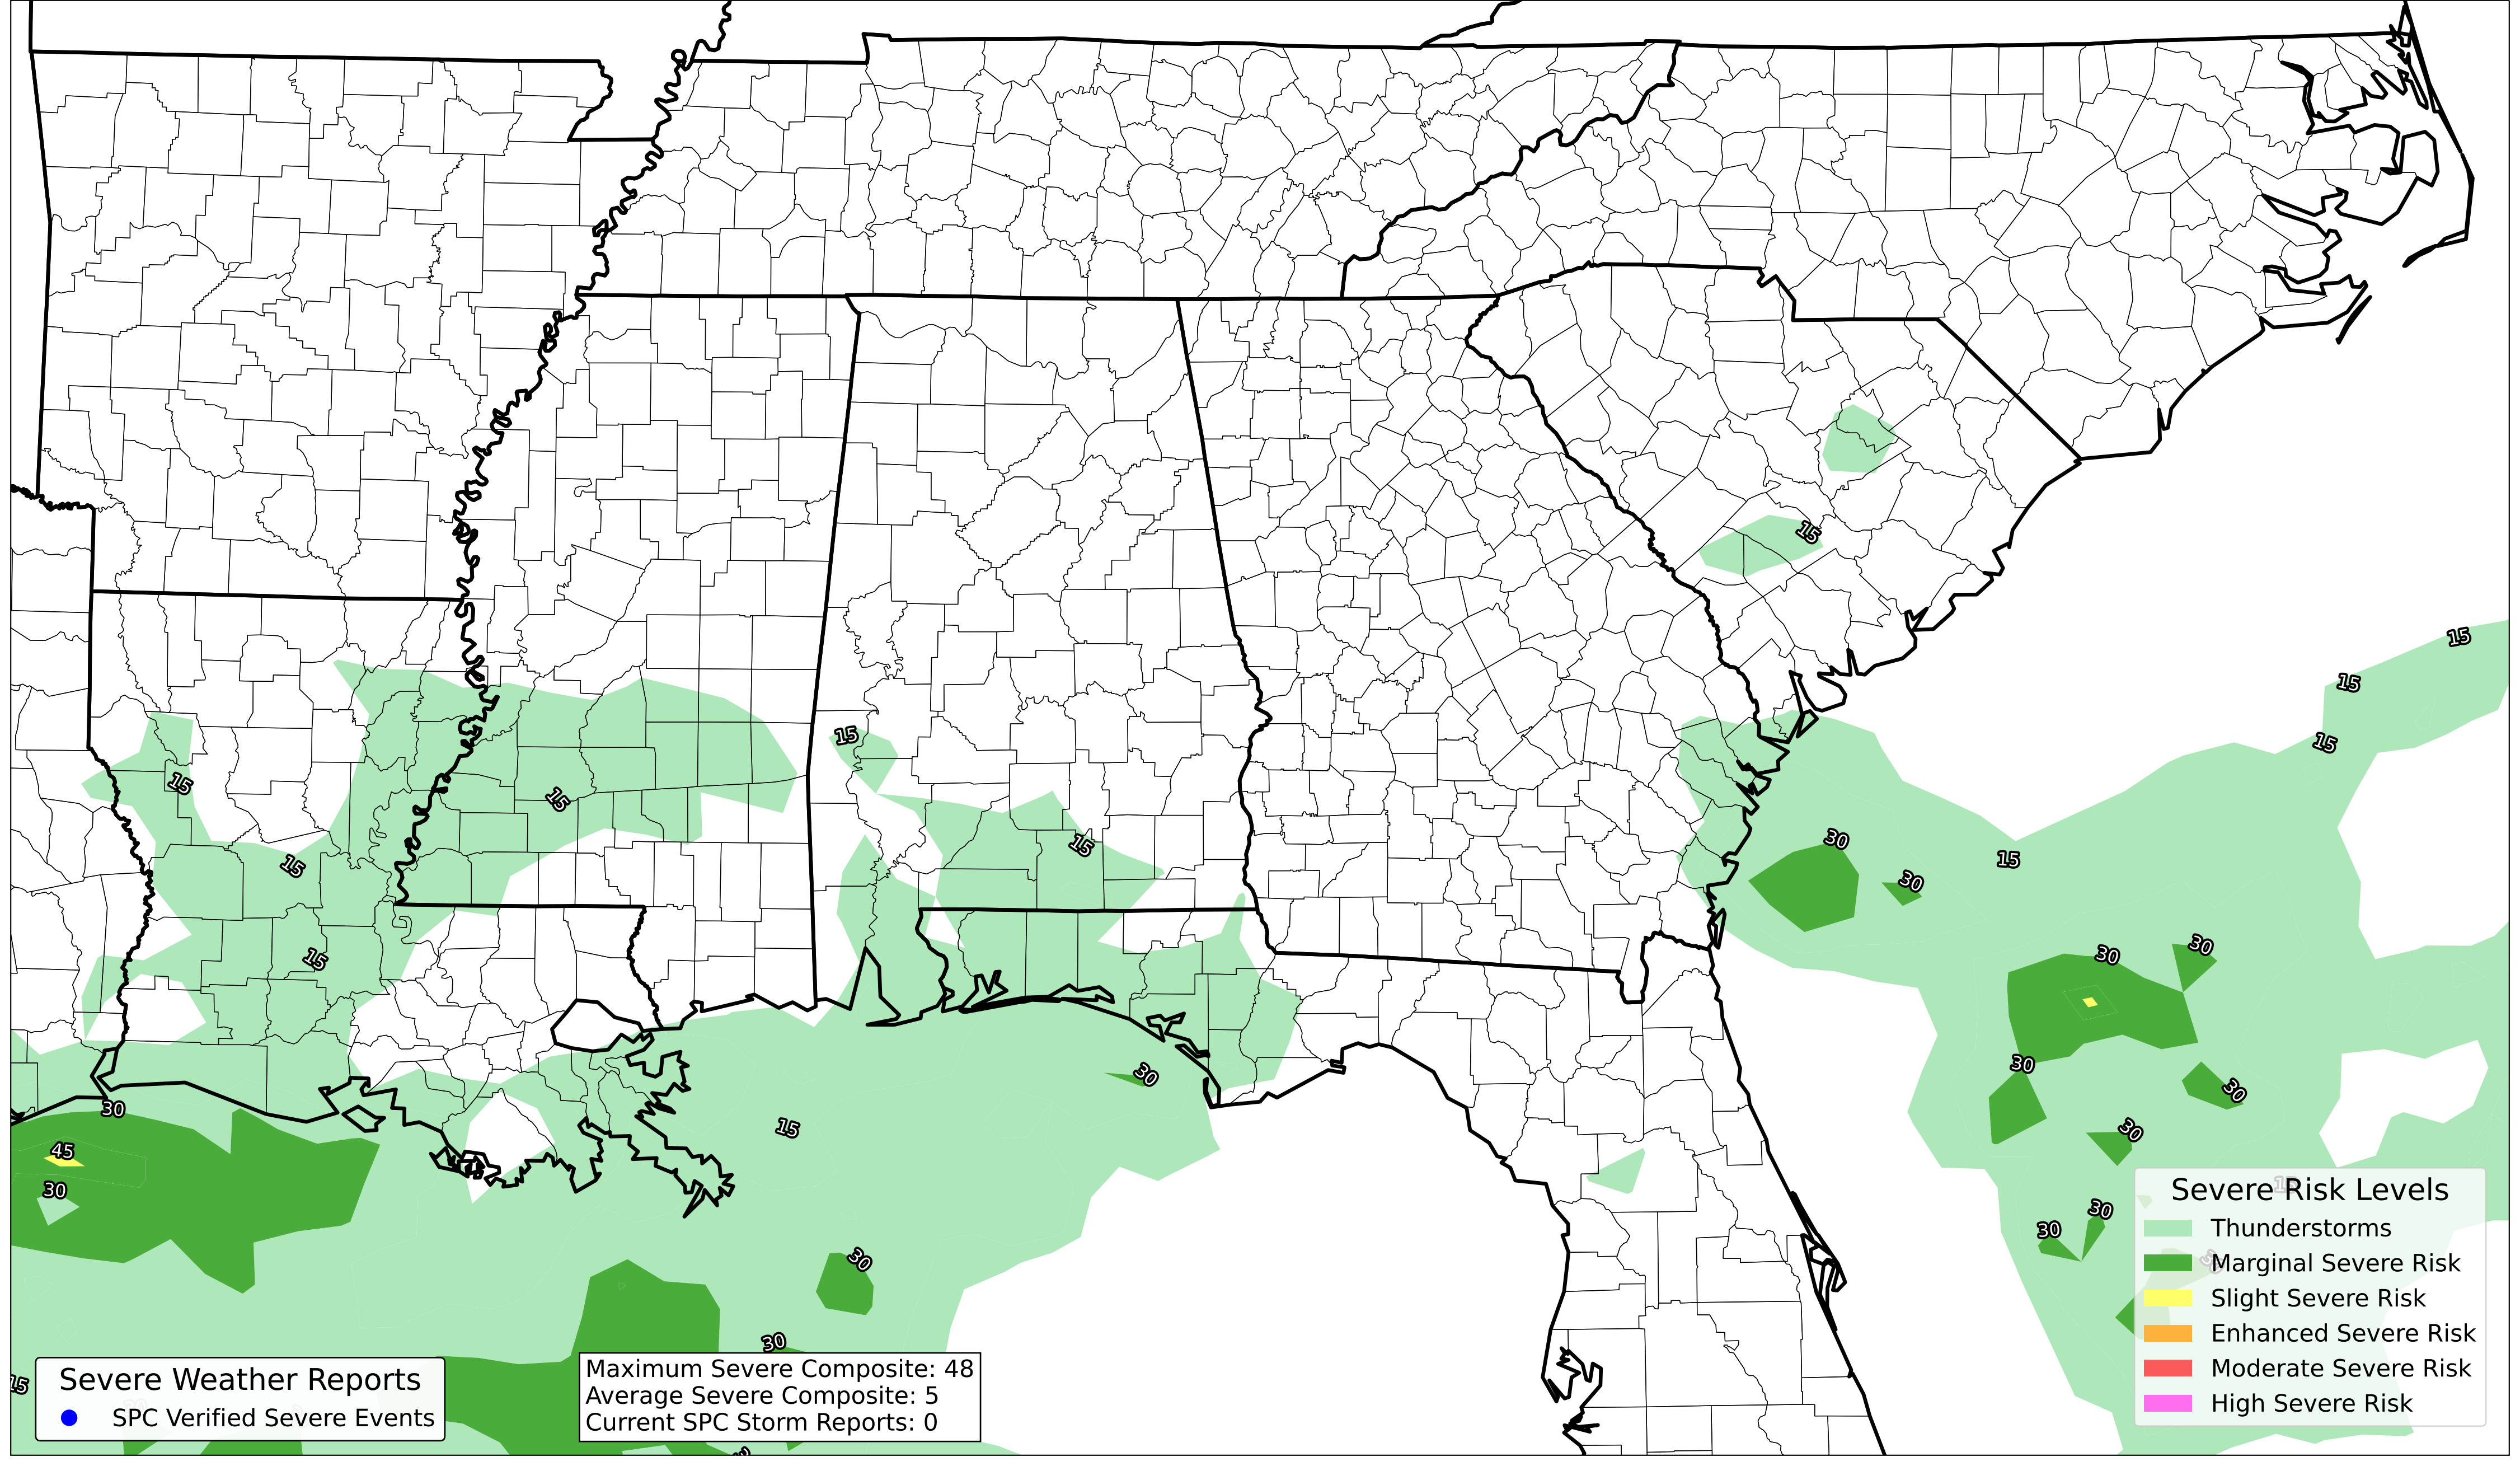 15
15
15
15
15
15
30
15
15
15
30
15
30
30
15
30
30
15
30
30
30
45
15
30
30
30
30
30
30
15
Severe Risk Levels
Thunderstorms
Marginal Severe Risk
Slight Severe Risk
Enhanced Severe Risk
Moderate Severe Risk
High Severe Risk
Severe Weather Reports
SPC Verified Severe Events
Maximum Severe Composite: 48
Average Severe Composite: 5
Current SPC Storm Reports: 0